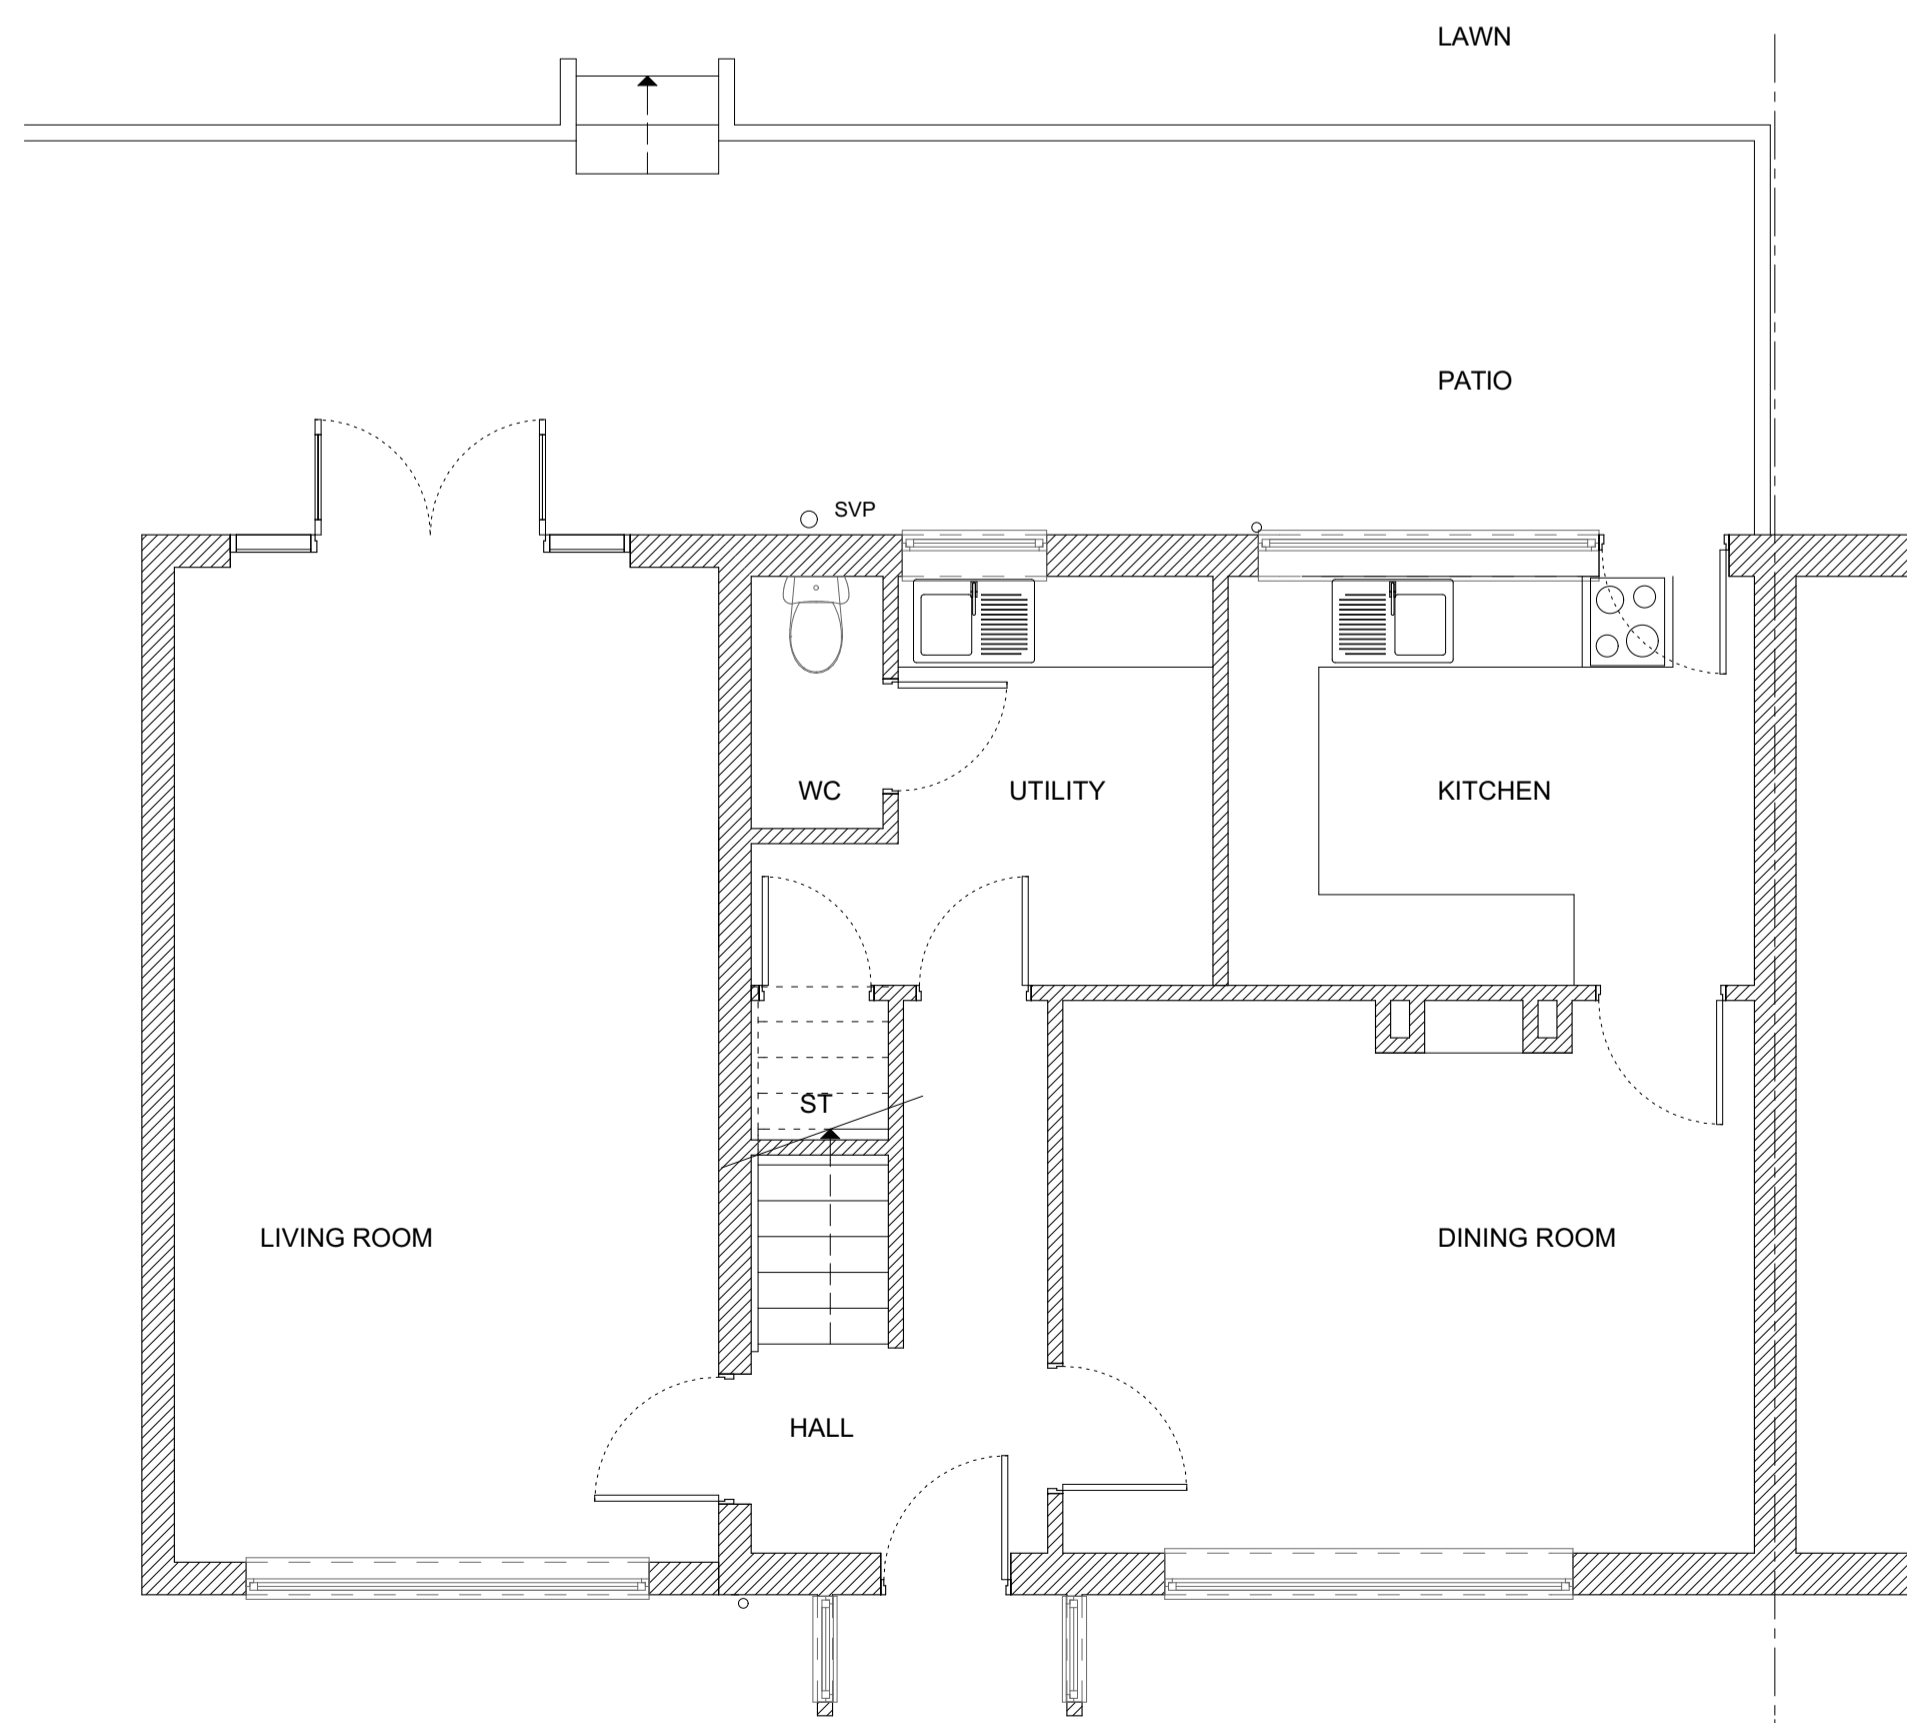 LAWN
PATIO
SVP
WC
UTILITY
KITCHEN
ST
LIVING ROOM
DINING ROOM
HALL